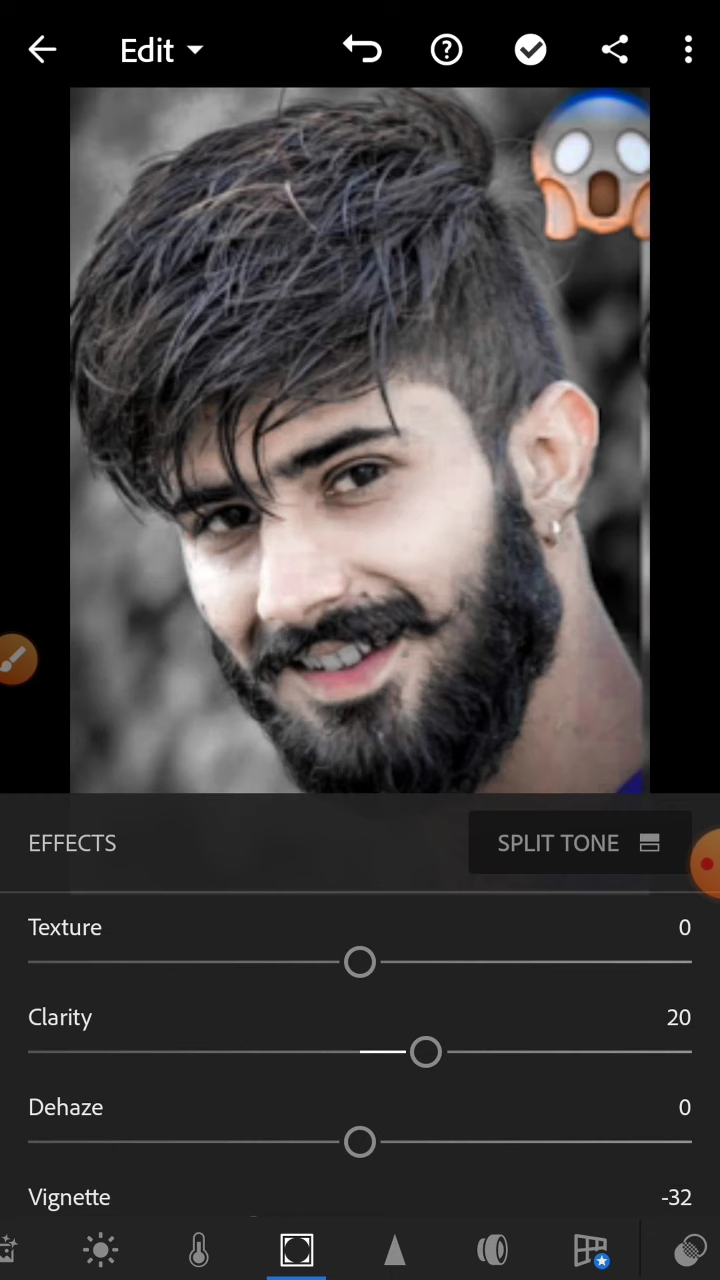 Edit
EFFECTS
SPLIT TONE
Texture 0
Clarity 20
Dehaze 0
Vignette -32